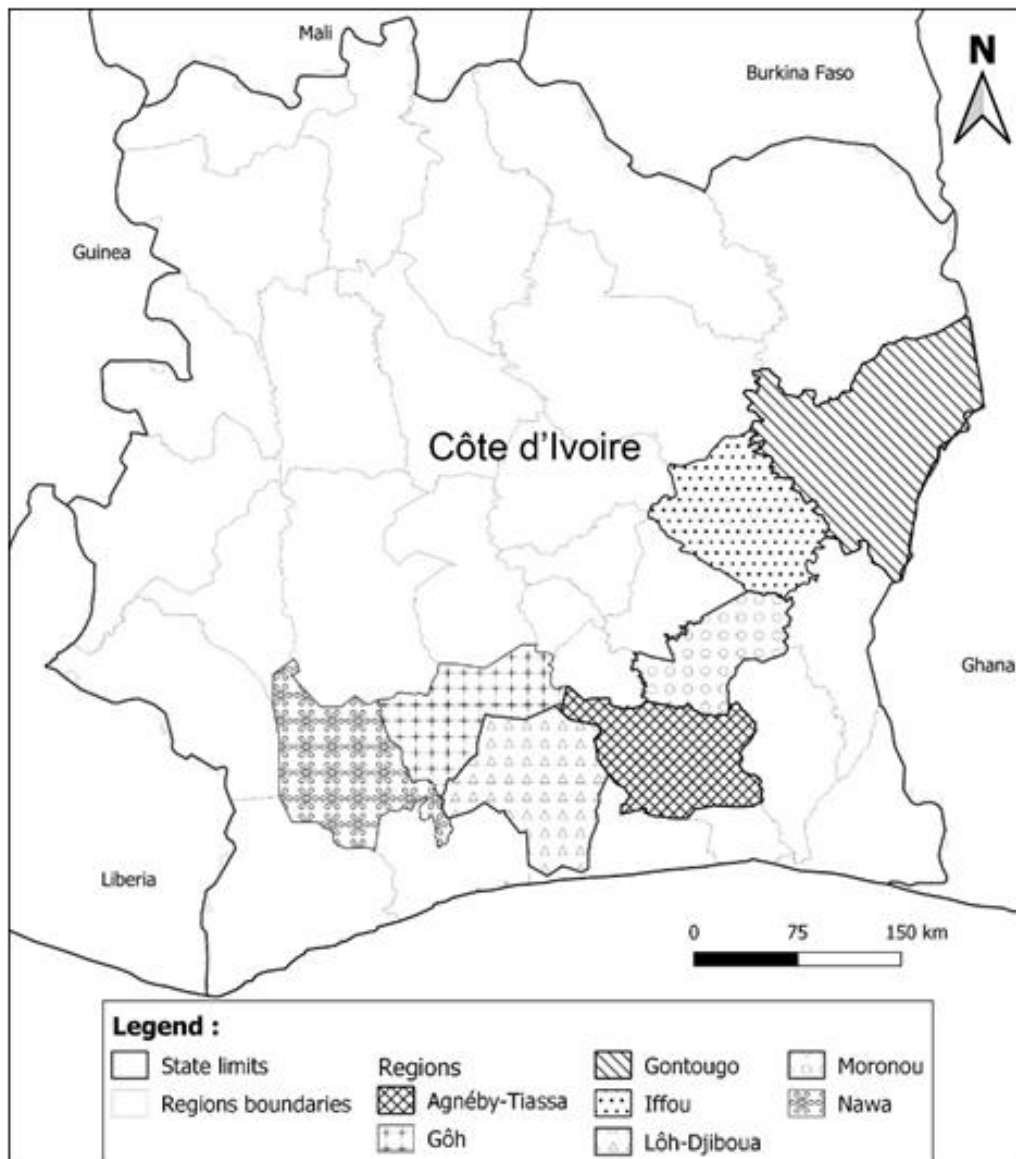 Mali
N
Burkina Faso
Guinea
Côte d'Ivoire
Ghana
Liberia
0 75 150 km
Legend :
State limits
Regions boundaries
Regions
Agnéby-Tiassa
Gôh
Gontougo
Iffou
Lôh-Djiboua
Moronou
Nawa